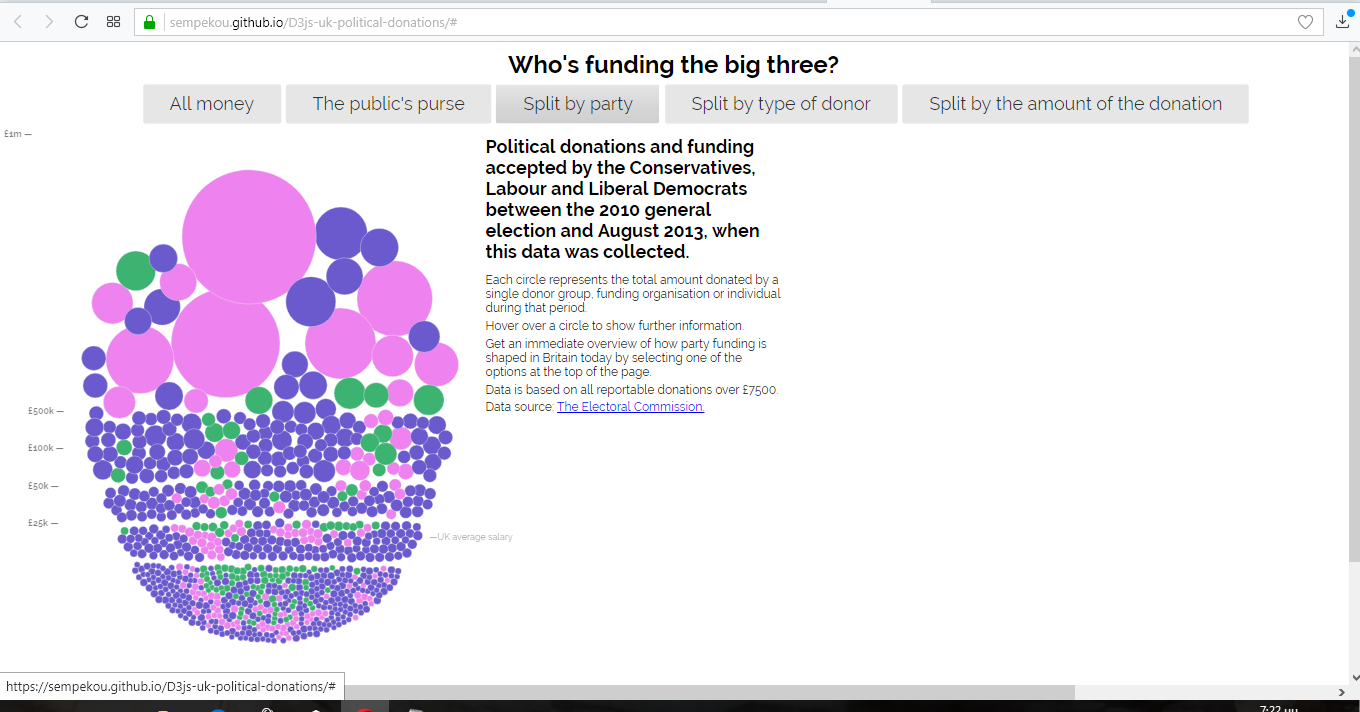 sempekou.github.io/D3js-uk-political-donations/#
Who's funding the big three?
All money
The public's purse
Split by party
Split by type of donor
Split by the amount of the donation
£1m —
Political donations and funding
accepted by the Conservatives,
Labour and Liberal Democrats
between the 2010 general
election and August 2013, when
this data was collected.
Each circle represents the total amount donated by a
single donor group, funding organisation or individual
during that period.
Hover over a circle to show further information.
Get an immediate overview of how party funding is
shaped in Britain today by selecting one of the
options at the top of the page.
Data is based on all reportable donations over £7500.
Data source: The Electoral Commission.
£500k —
£100k —
£50k —
£25k —
—UK average salary
https://sempekou.github.io/D3js-uk-political-donations/#
7:22 μμ